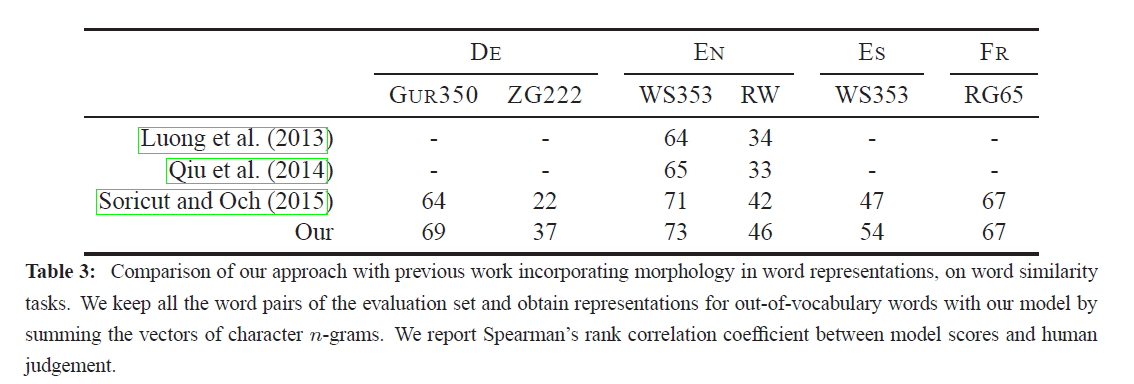 DE EN ES FR
GUR350 ZG222 WS353 RW WS353 RG65
Luong et al. (2013) - - 64 34 - -
Qiu et al. (2014) - - 65 33 - -
Soricut and Och (2015) 64 22 71 42 47 67
Our 69 37 73 46 54 67
Table 3: Comparison of our approach with previous work incorporating morphology in word representations, on word similarity
tasks. We keep all the word pairs of the evaluation set and obtain representations for out-of-vocabulary words with our model by
summing the vectors of character n-grams. We report Spearman's rank correlation coefficient between model scores and human
judgement.